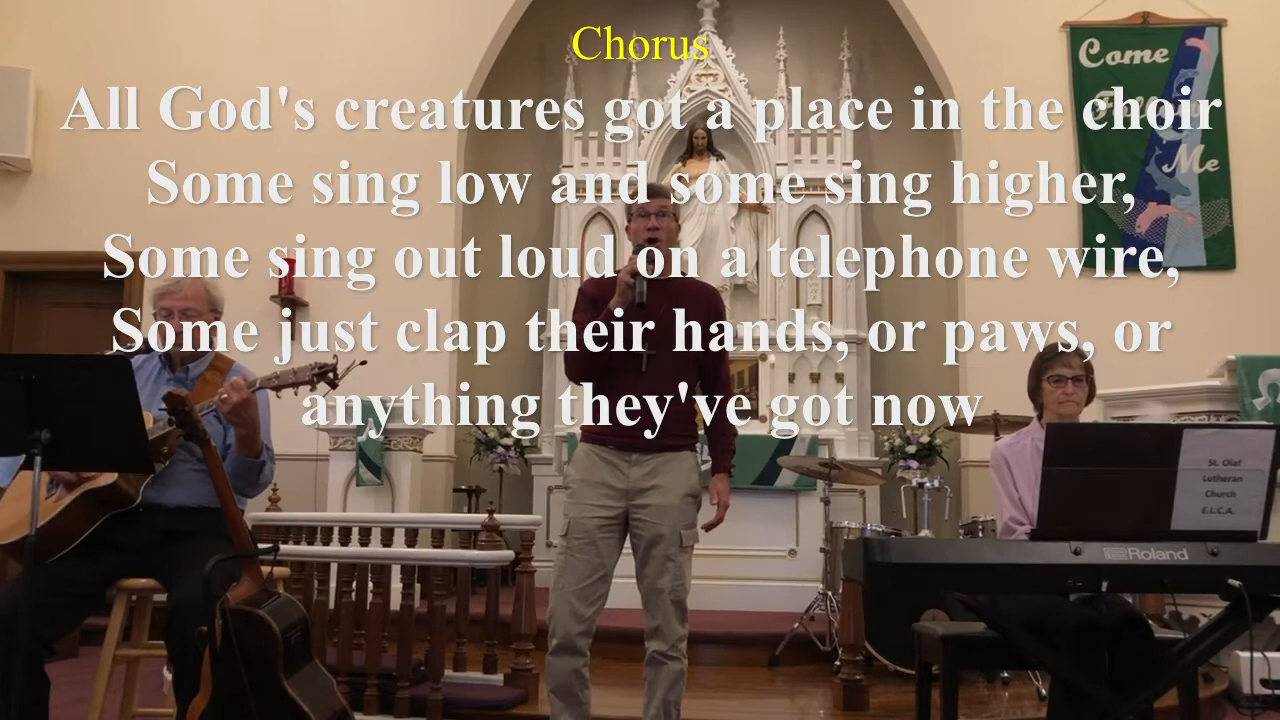 Chorus
All God's creatures got a place in the choir
Some sing low and some sing higher,
Some sing out loud on a telephone wire,
Some just clap their hands, or paws, or
anything they've got now
Come
Follow
Me
St. Olaf
Lutheran
Church
E.L.C.A.
Roland